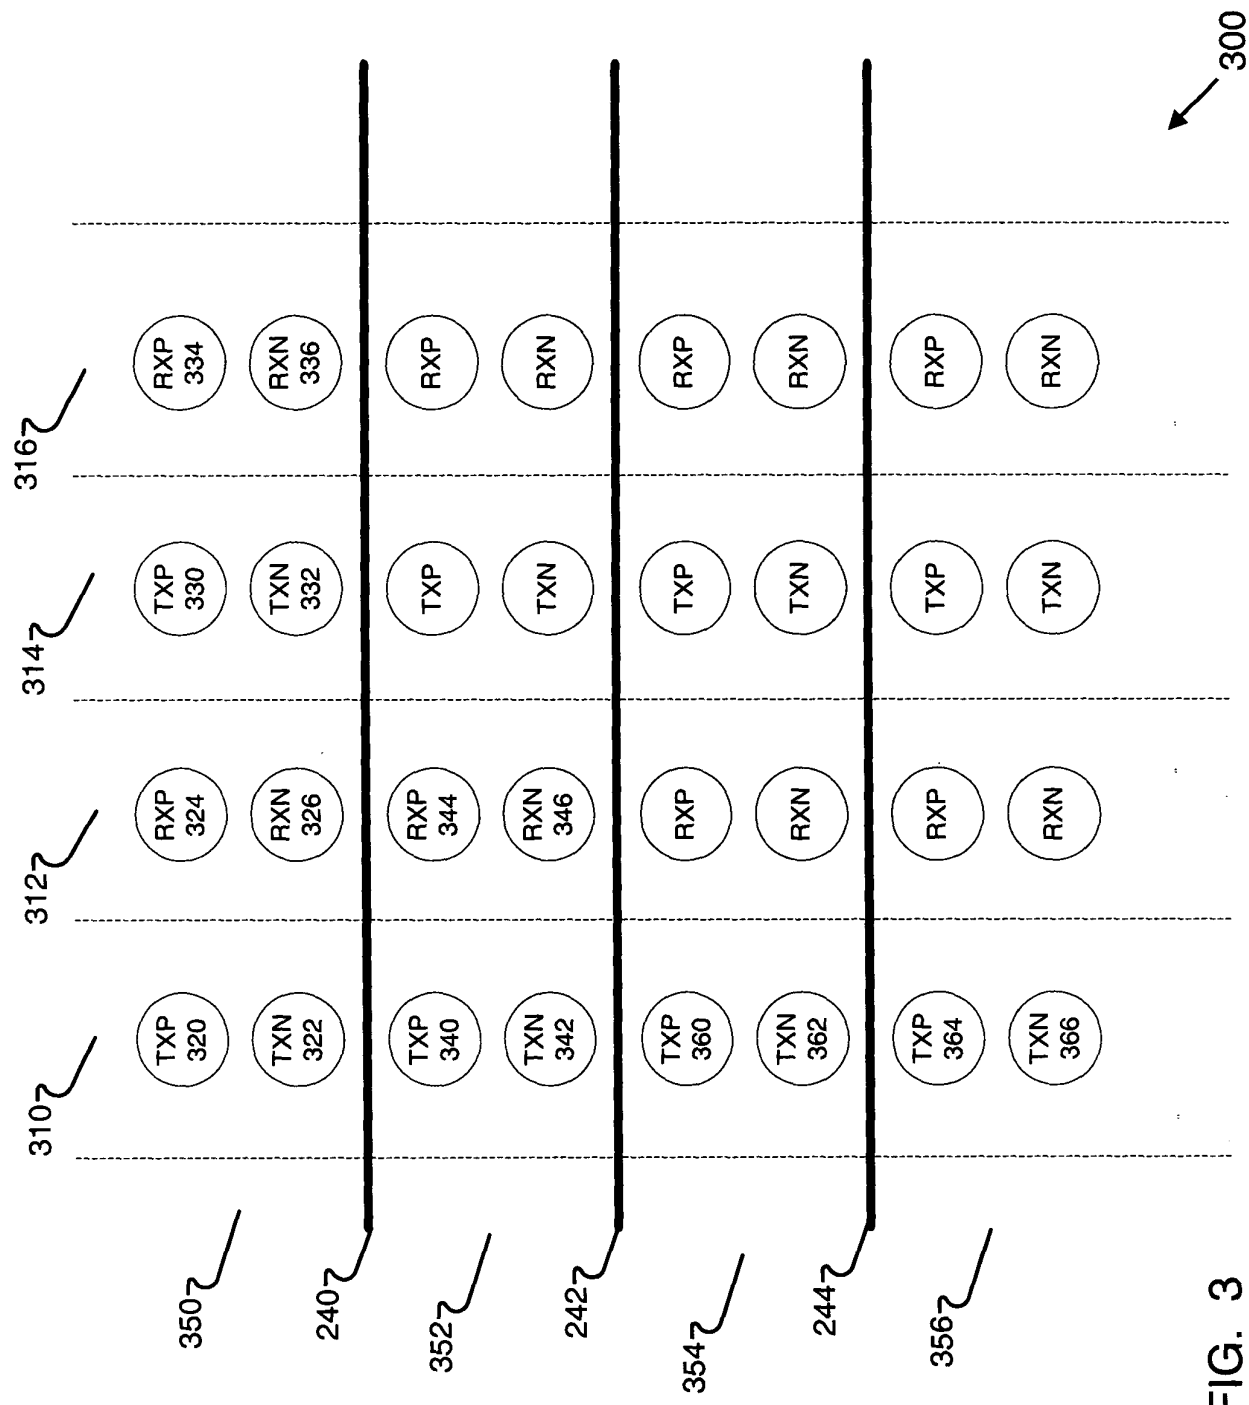 310
312
314
316
350
TXP
320
RXP
324
TXP
330
RXP
334
TXN
322
RXN
326
TXN
332
RXN
336
240
352
TXP
340
RXP
344
TXP
RXP
TXN
342
RXN
346
TXN
RXN
242
354
TXP
360
RXP
TXP
RXP
TXN
362
RXN
TXN
RXN
244
356
TXP
364
RXP
TXP
RXP
TXN
366
RXN
TXN
RXN
300
FIG. 3